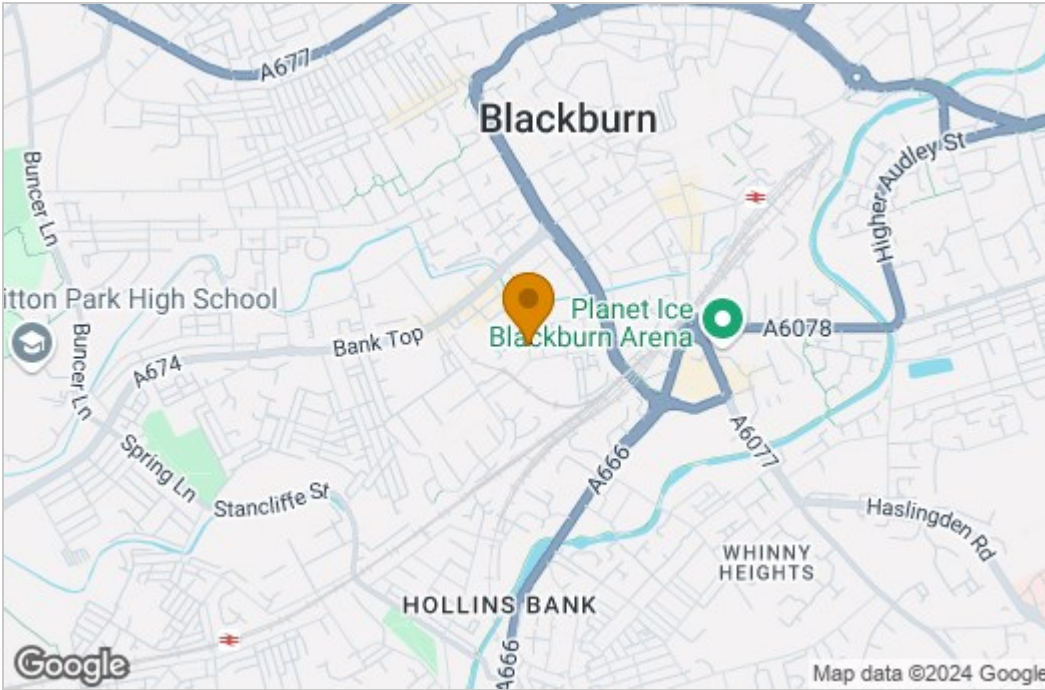 A677
Blackburn
Buncer Ln
Higher Audley St
itton Park High School
Planet Ice
Blackburn Arena
A6078
Bank Top
A674
Buncer Ln
Spring Ln
Stancliffe St
A666
A6077
Haslingden Rd
WHINNY
HEIGHTS
HOLLINS BANK
A666
Google
Map data ©2024 Google